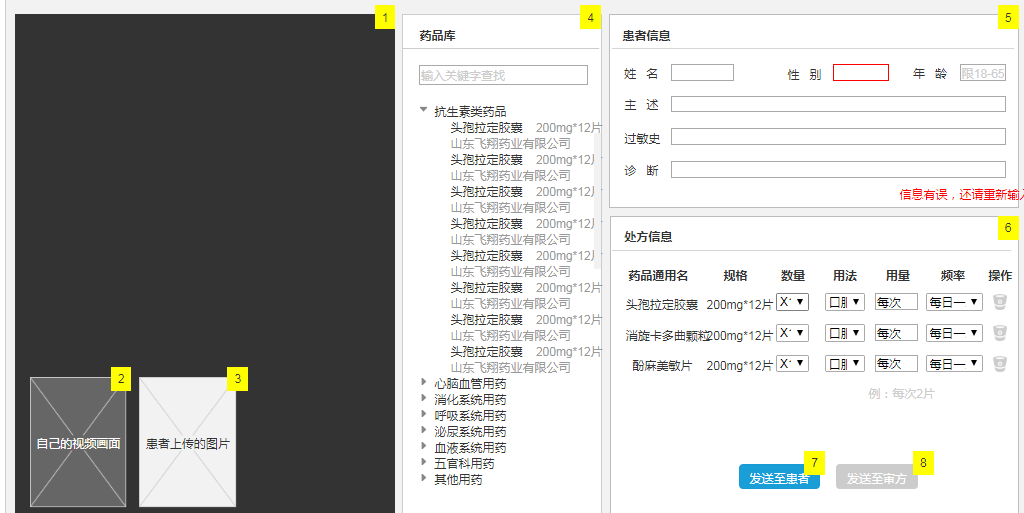 1
2
自己的视频画面
3
患者上传的图片
4
药品库
输入关键字查找
抗生素类药品
头孢拉定胶囊 200mg*12片
山东飞翔药业有限公司
头孢拉定胶囊 200mg*12片
山东飞翔药业有限公司
头孢拉定胶囊 200mg*12片
山东飞翔药业有限公司
头孢拉定胶囊 200mg*12片
山东飞翔药业有限公司
头孢拉定胶囊 200mg*12片
山东飞翔药业有限公司
头孢拉定胶囊 200mg*12片
山东飞翔药业有限公司
头孢拉定胶囊 200mg*12片
山东飞翔药业有限公司
头孢拉定胶囊 200mg*12片
山东飞翔药业有限公司
心脑血管用药
消化系统用药
呼吸系统用药
泌尿系统用药
血液系统用药
五官科用药
其他用药
5
患者信息
姓 名 性 别 年 龄 限18-65
主 述
过敏史
诊 断
信息有误，还请重新输入
6
处方信息
药品通用名 规格 数量 用法 用量 频率 操作
头孢拉定胶囊 200mg*12片 X1 口服 每次 每日一
消旋卡多曲颗粒 200mg*12片 X1 口服 每次 每日一
酚麻美敏片 200mg*12片 X1 口服 每次 每日一
例：每次2片
7
发送至患者
8
发送至审方